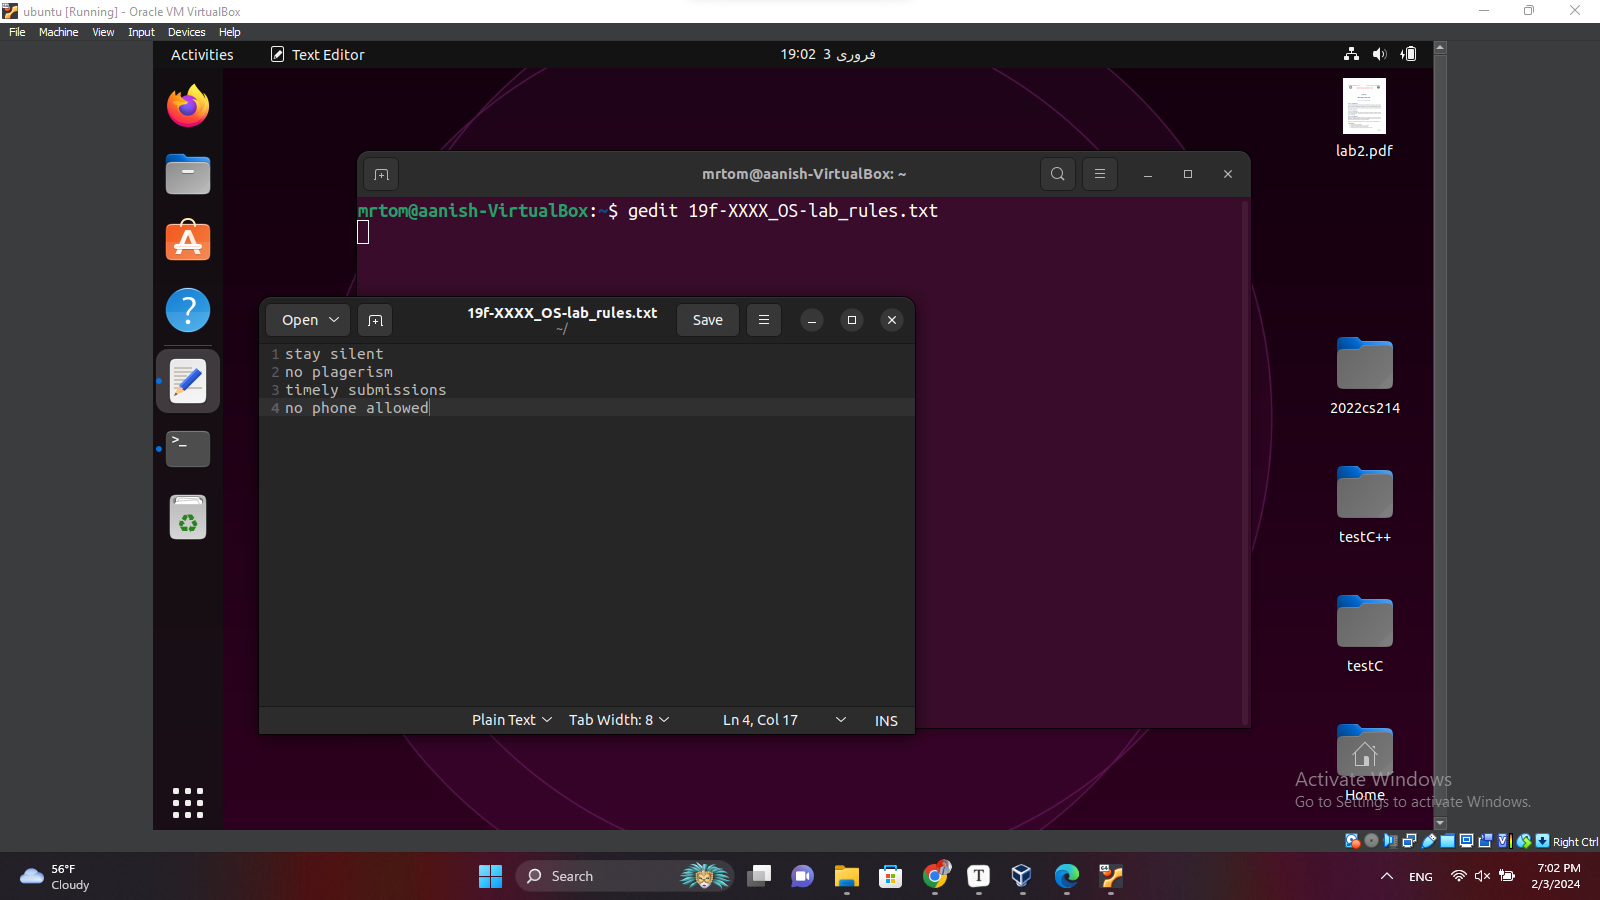 ubuntu [Running] - Oracle VM VirtualBox
File Machine View Input Devices Help
Activities Text Editor 19:02 3 فروری
lab2.pdf
mrtom@aanish-VirtualBox: ~
mrtom@aanish-VirtualBox:~$ gedit 19f-XXXX_OS-lab_rules.txt
Open 19f-XXXX_OS-lab_rules.txt Save
~/
1 stay silent
2 no plagerism
3 timely submissions
4 no phone allowed
Plain Text Tab Width: 8 Ln 4, Col 17 INS
2022cs214
testC++
testC
Home
Activate Windows
Go to Settings to activate Windows.
Right Ctrl
56°F
Cloudy
Search
ENG
7:02 PM
2/3/2024